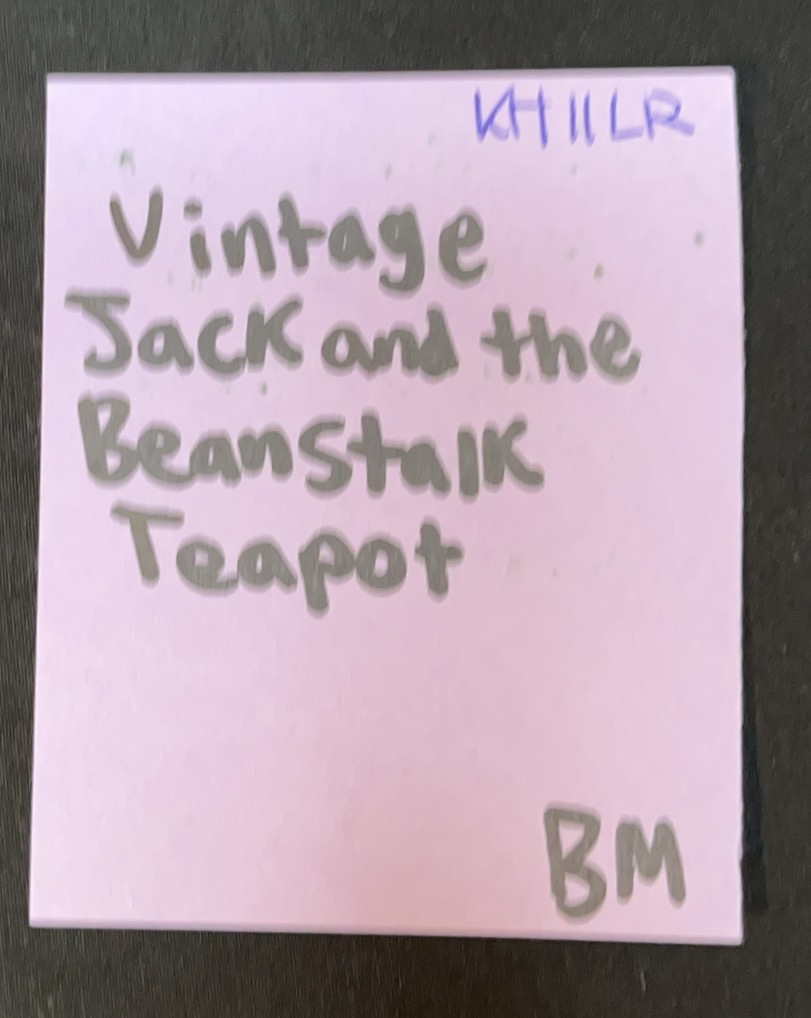 KH11LR
Vintage
Jack and the
Beanstalk
Teapot
BM